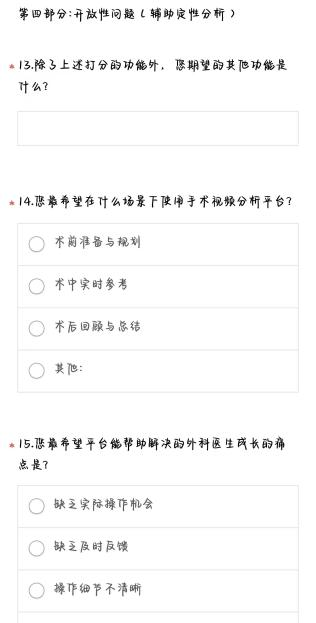 第四部分:开放性问题(辅助定性分析)
*13.除了上述打分的功能外，您期望的其他功能是
什么?
*14.您最希望在什么场景下使用手术视频分析平台?
术前准备与规划
术中实时参考
术后回顾与总结
其他:
*15.您最希望平台能帮助解决的外科医生成长的痛
点是?
缺乏实际操作机会
缺乏及时反馈
操作细节不清晰